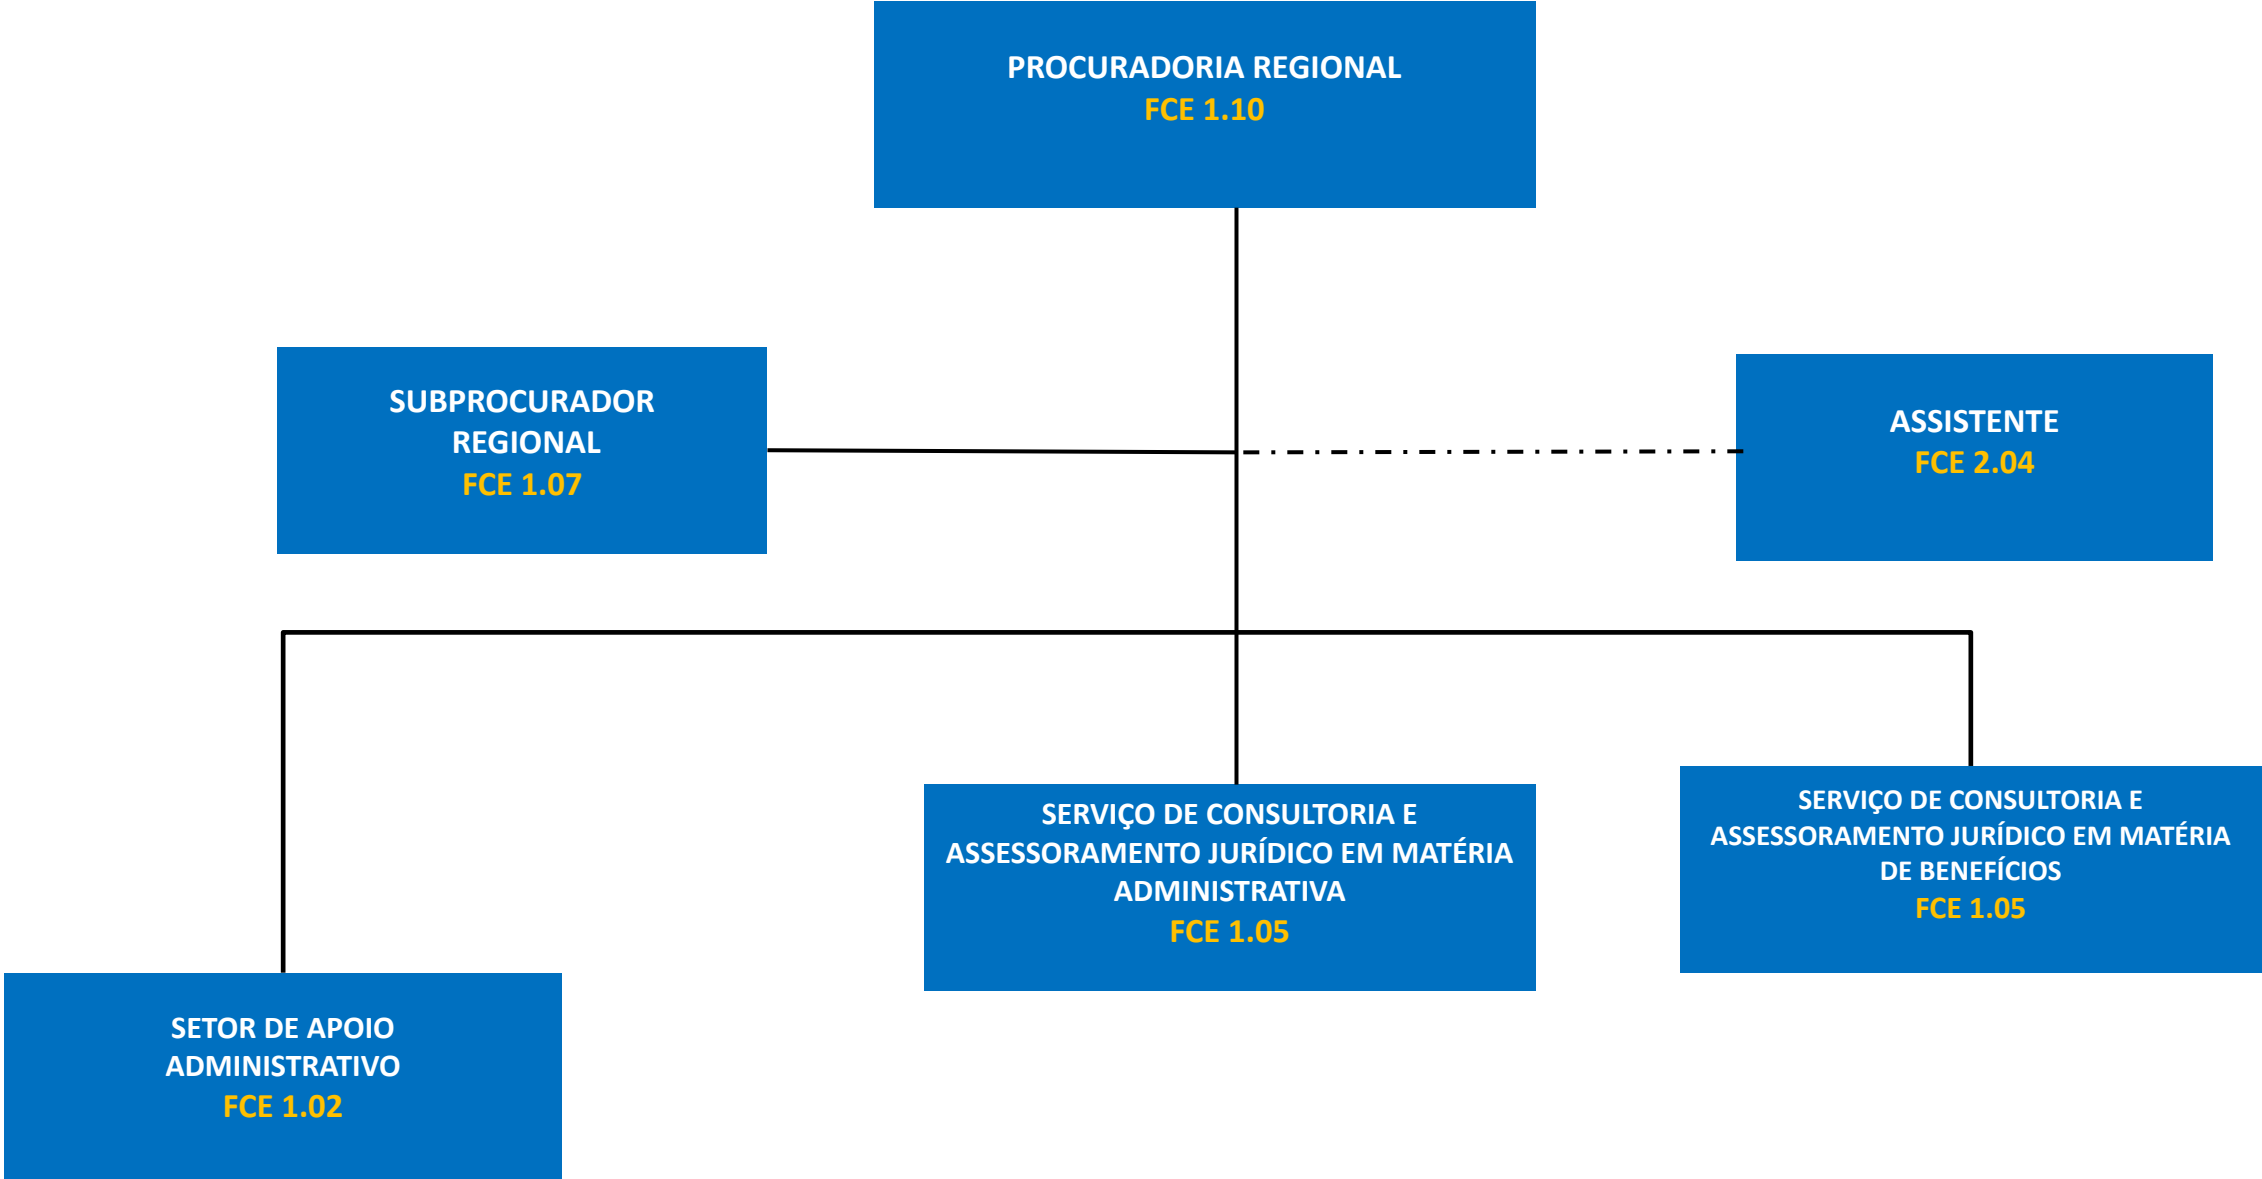 PROCURADORIA REGIONAL
FCE 1.10
SUBPROCURADOR
REGIONAL
FCE 1.07
ASSISTENTE
FCE 2.04
SERVIÇO DE CONSULTORIA E
ASSESSORAMENTO JURÍDICO EM MATÉRIA
ADMINISTRATIVA
FCE 1.05
SERVIÇO DE CONSULTORIA E
ASSESSORAMENTO JURÍDICO EM MATÉRIA
DE BENEFÍCIOS
FCE 1.05
SETOR DE APOIO
ADMINISTRATIVO
FCE 1.02